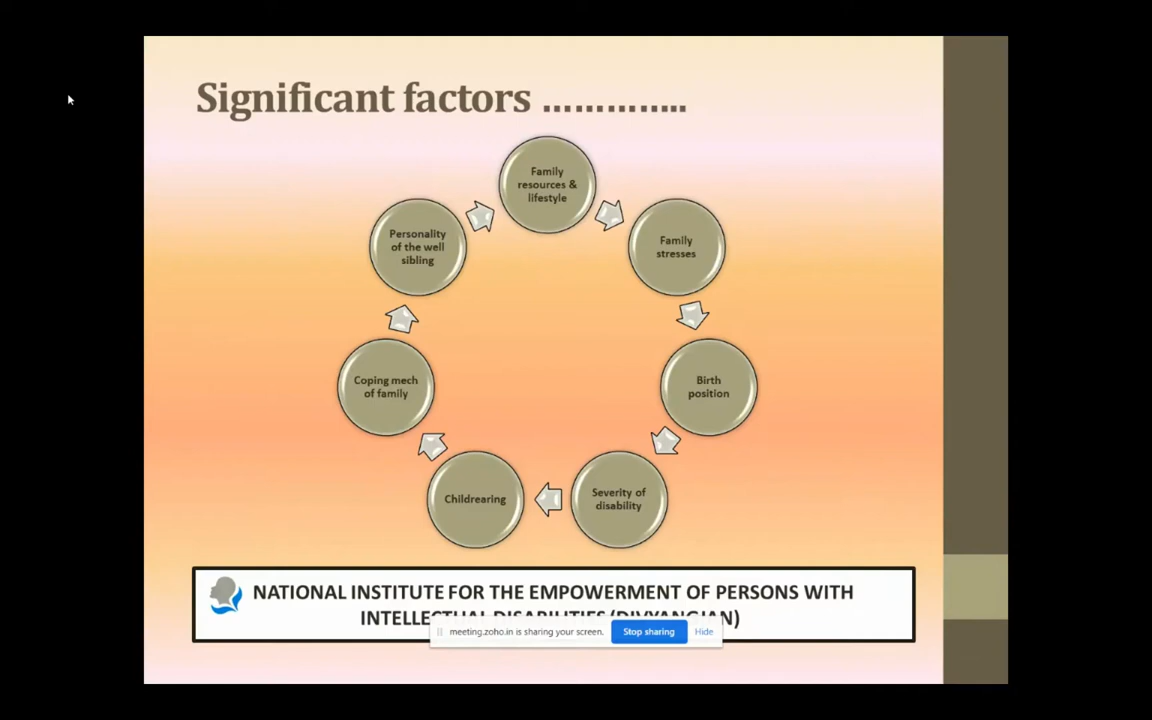 Significant factors …………..
Family
resources &
lifestyle
Family
stresses
Birth
position
Severity of
disability
Childrearing
Coping mech
of family
Personality
of the well
sibling
NATIONAL INSTITUTE FOR THE EMPOWERMENT OF PERSONS WITH
INTELLECTUAL DISABILITIES (DIVYANGJAN)
meeting.zoho.in is sharing your screen.
Stop sharing
Hide